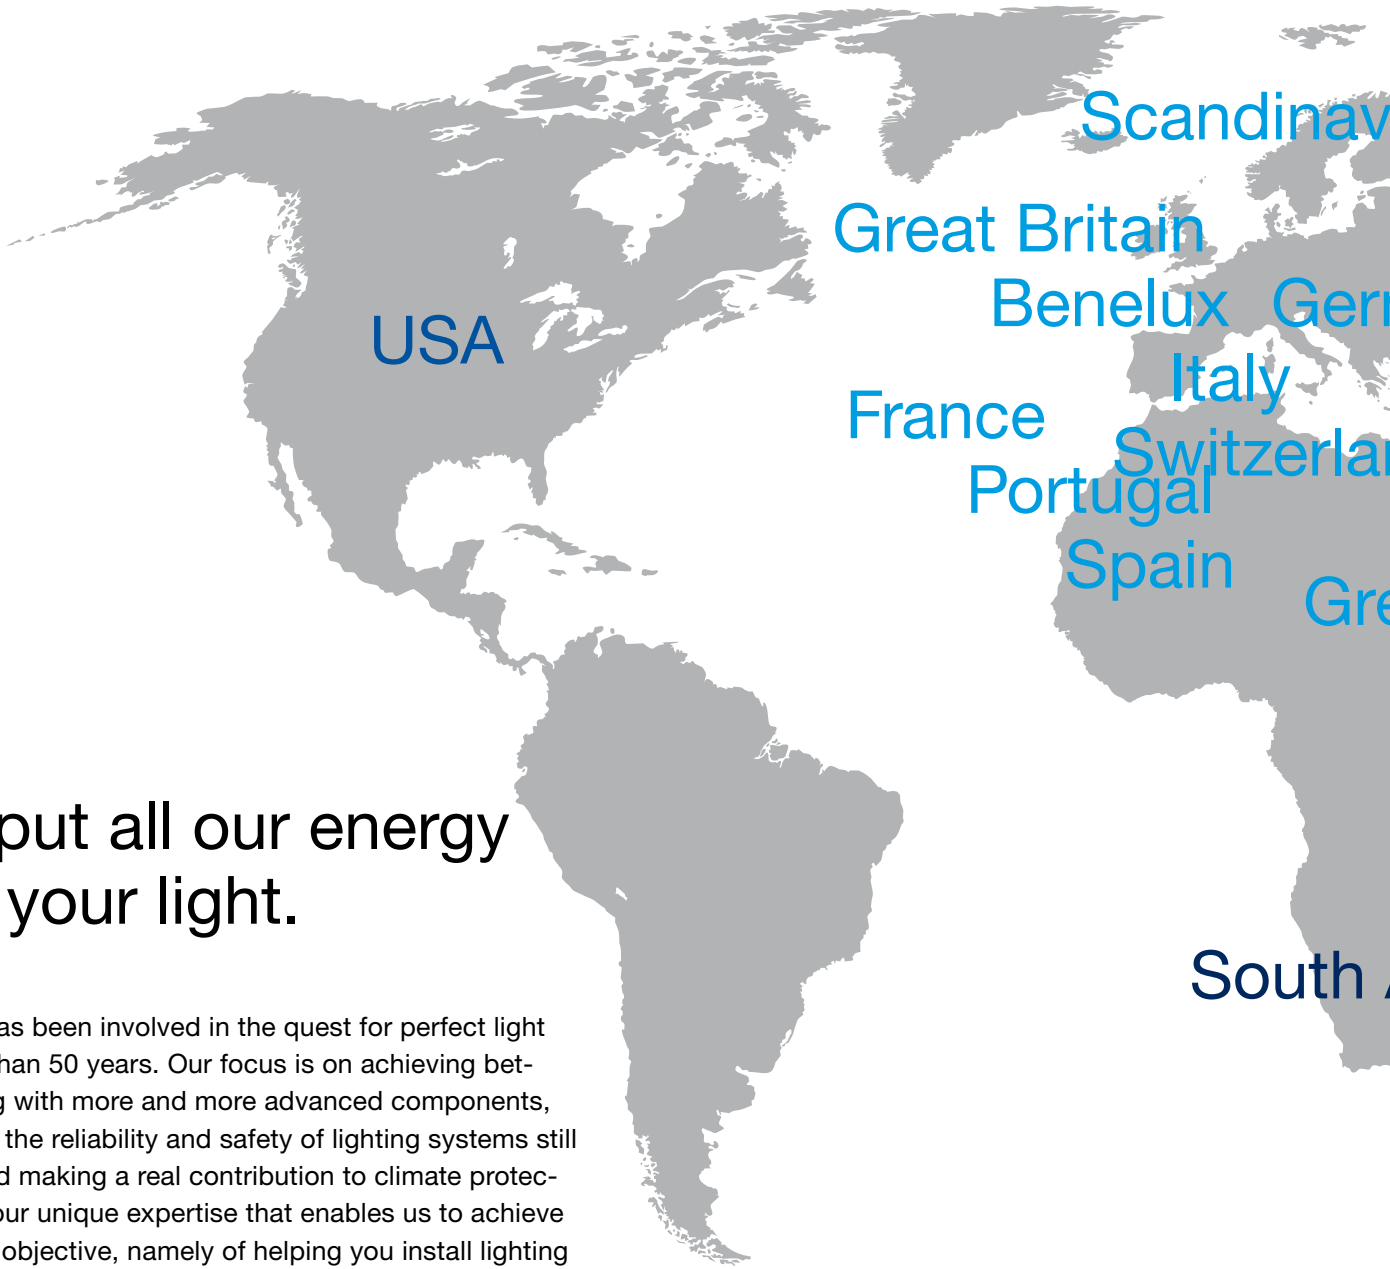 Scandinav
Great Britain
Benelux Ger
USA
Italy
France
Switzerla
Portugal
Spain
Gre
put all our energy
your light.
South
as been involved in the quest for perfect light
han 50 years. Our focus is on achieving bet-
g with more and more advanced components,
the reliability and safety of lighting systems still
d making a real contribution to climate protec-
our unique expertise that enables us to achieve
objective, namely of helping you install lighting